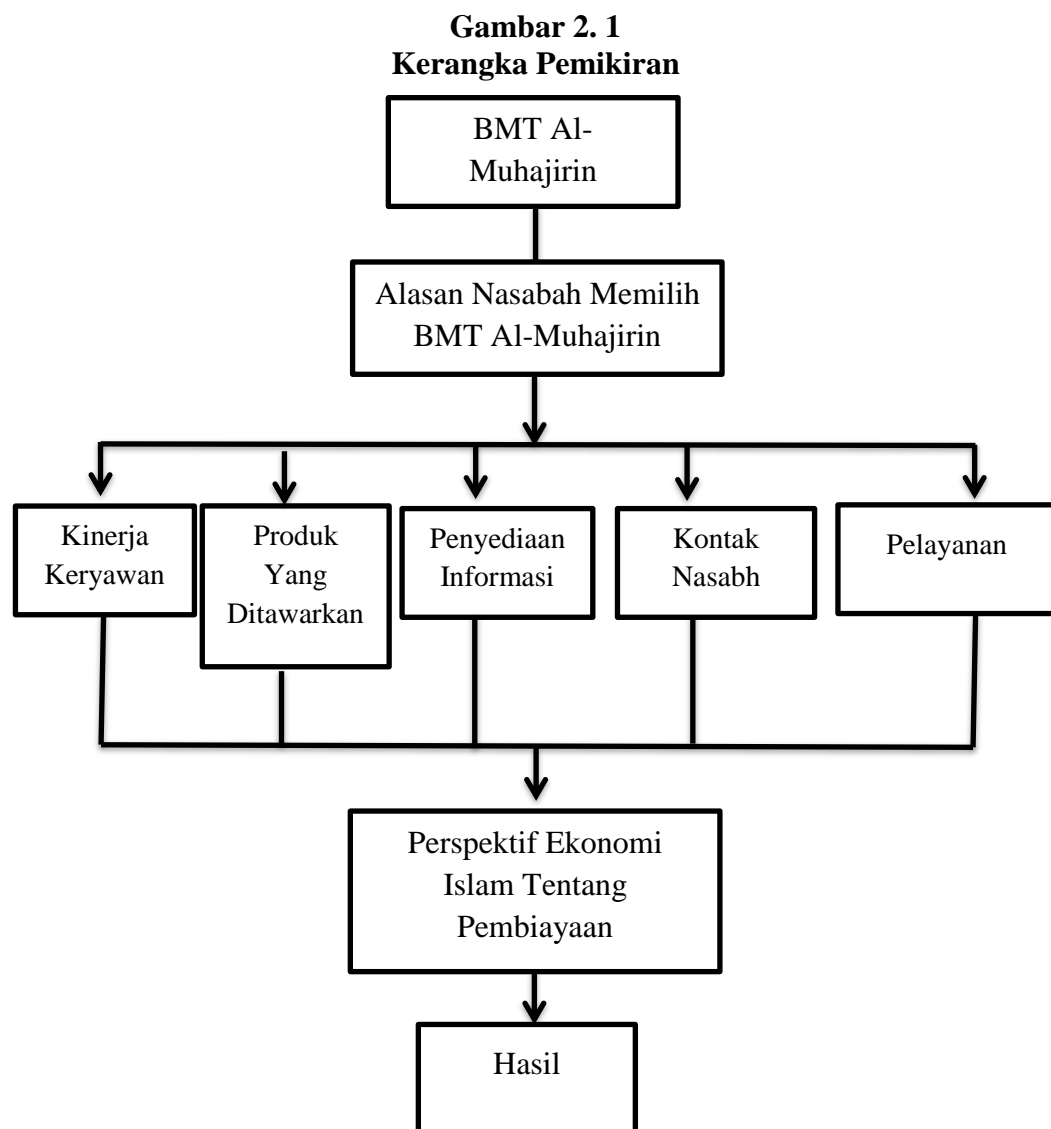 Gambar 2. 1
Kerangka Pemikiran
BMT Al-
Muhajirin
Alasan Nasabah Memilih
BMT Al-Muhajirin
Kinerja
Keryawan
Produk
Yang
Ditawarkan
Penyediaan
Informasi
Kontak
Nasabh
Pelayanan
Perspektif Ekonomi
Islam Tentang
Pembiayaan
Hasil